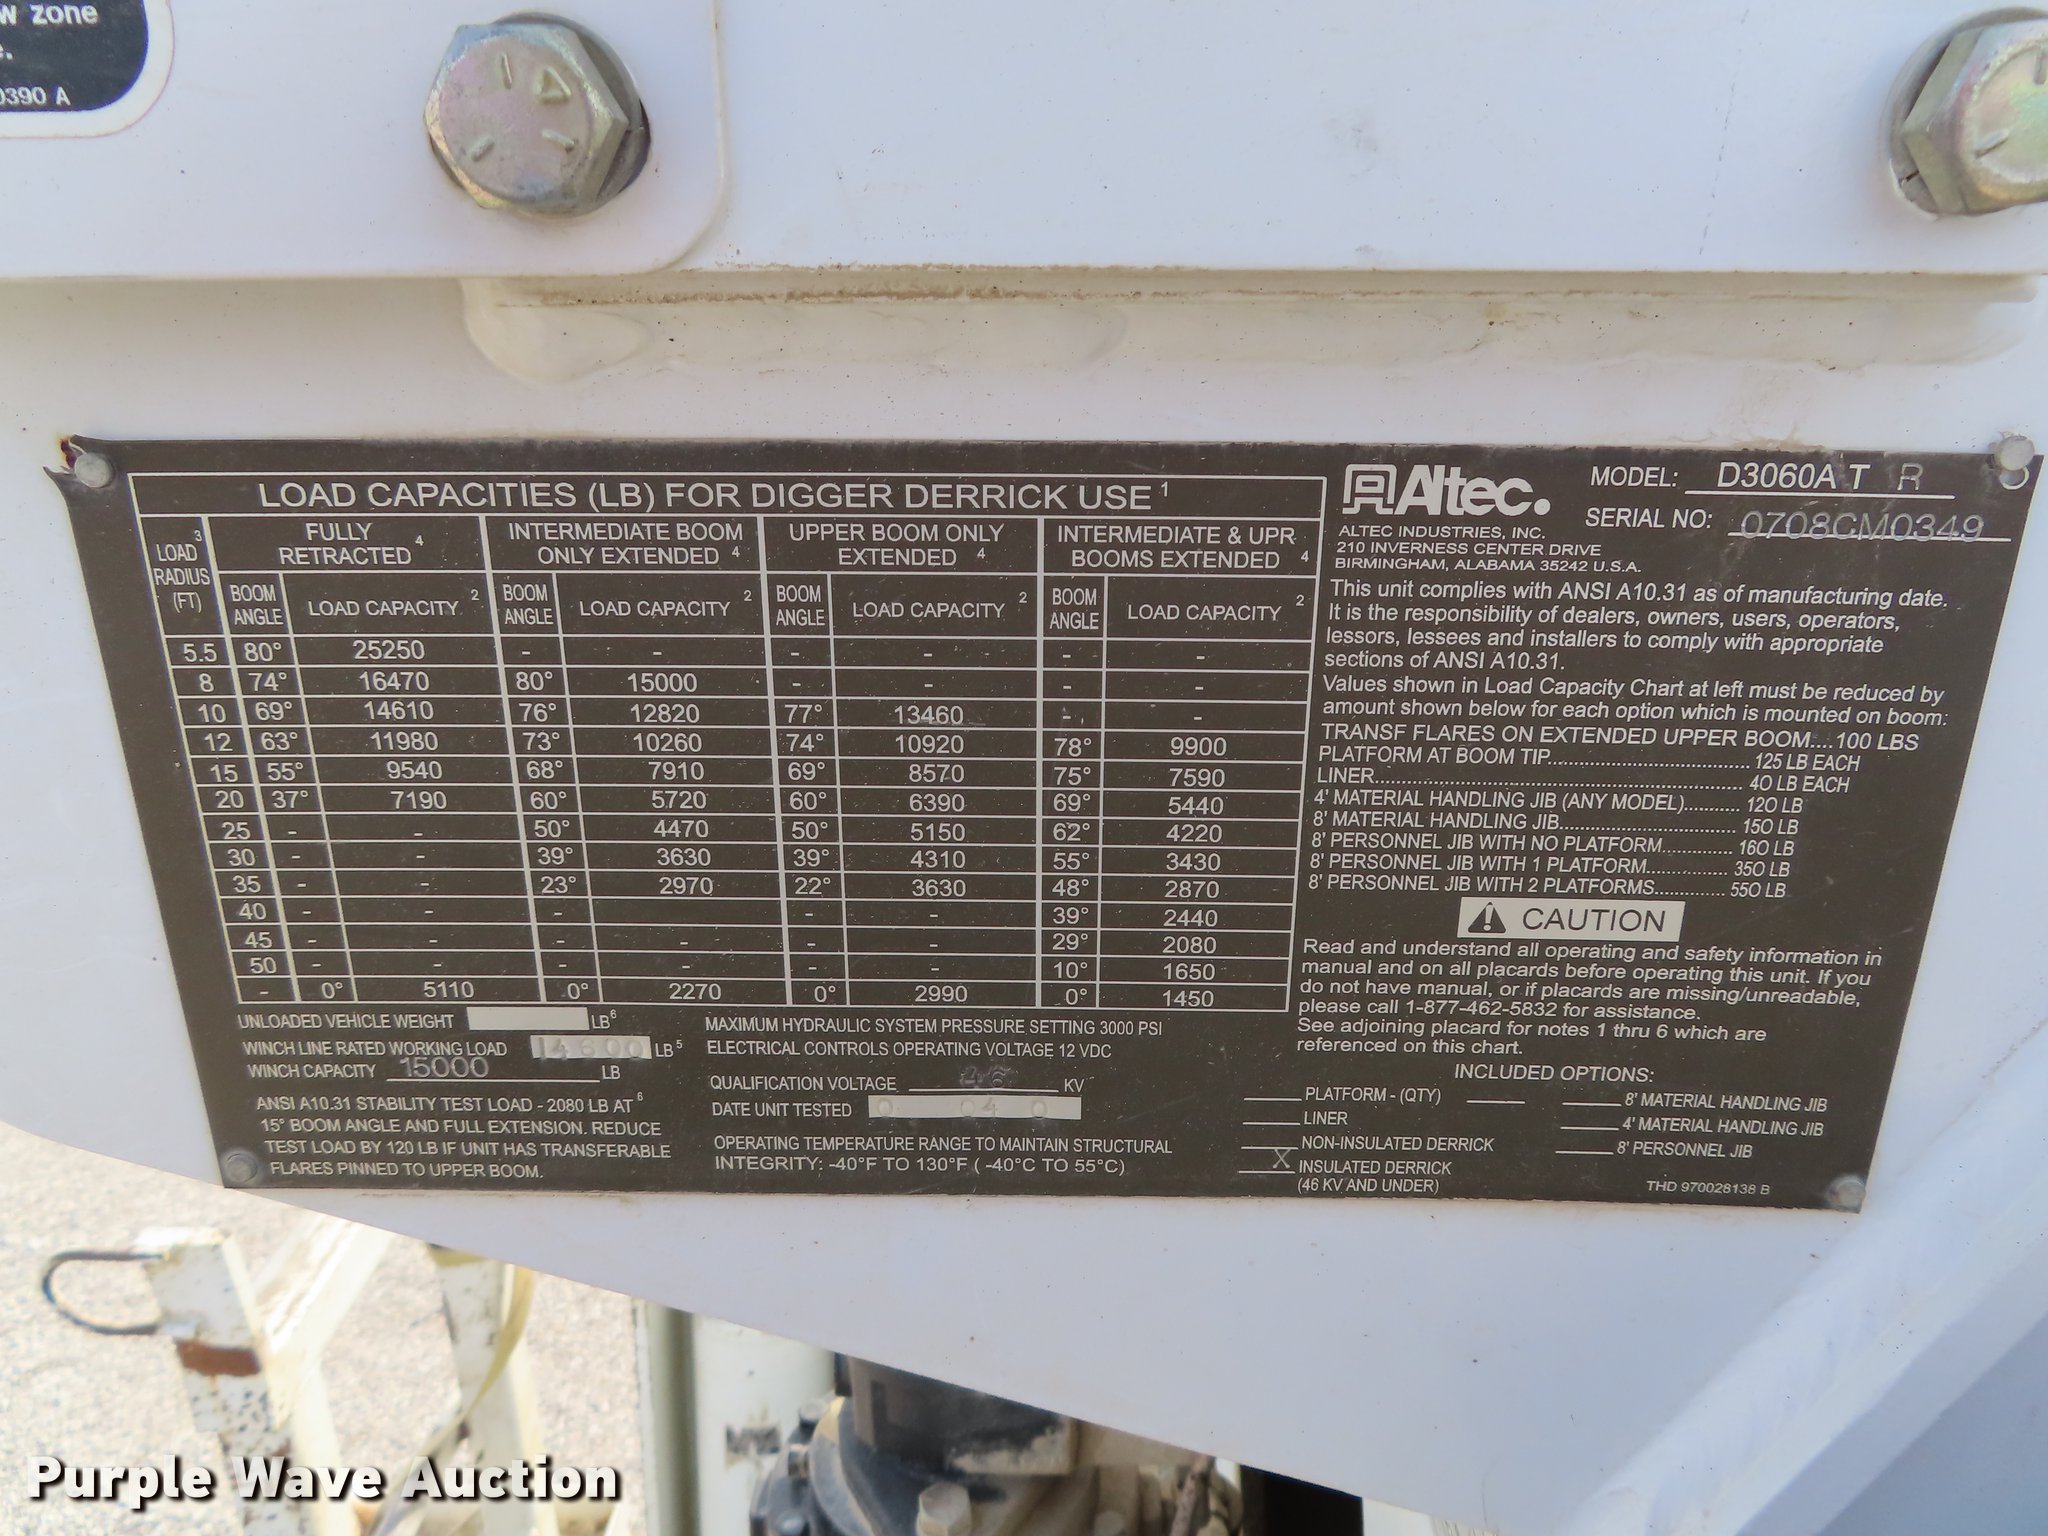 w zone
0390 A
LOAD CAPACITIES (LB) FOR DIGGER DERRICK USE 1
LOAD 3 RADIUS (FT) FULLY RETRACTED 4 INTERMEDIATE BOOM ONLY EXTENDED 4 UPPER BOOM ONLY EXTENDED 4 INTERMEDIATE & UPR BOOMS EXTENDED 4
BOOM ANGLE LOAD CAPACITY 2 BOOM ANGLE LOAD CAPACITY 2 BOOM ANGLE LOAD CAPACITY 2 BOOM ANGLE LOAD CAPACITY 2
5.5 80° 25250 - - - - - -
8 74° 16470 80° 15000 - - - -
10 69° 14610 76° 12820 77° 13460 - -
12 63° 11980 73° 10260 74° 10920 78° 9900
15 55° 9540 68° 7910 69° 8570 75° 7590
20 37° 7190 60° 5720 60° 6390 69° 5440
25 - - 50° 4470 50° 5150 62° 4220
30 - - 39° 3630 39° 4310 55° 3430
35 - - 23° 2970 22° 3630 48° 2870
40 - - - - - - 39° 2440
45 - - - - - - 29° 2080
50 - - - - - - 10° 1650
- 0° 5110 0° 2270 0° 2990 0° 1450
UNLOADED VEHICLE WEIGHT LB 6
WINCH LINE RATED WORKING LOAD 14600 LB 5
WINCH CAPACITY 15000 LB
ANSI A10.31 STABILITY TEST LOAD - 2080 LB AT 6
15° BOOM ANGLE AND FULL EXTENSION. REDUCE
TEST LOAD BY 120 LB IF UNIT HAS TRANSFERABLE
FLARES PINNED TO UPPER BOOM.
MAXIMUM HYDRAULIC SYSTEM PRESSURE SETTING 3000 PSI
ELECTRICAL CONTROLS OPERATING VOLTAGE 12 VDC
QUALIFICATION VOLTAGE 46 KV
DATE UNIT TESTED
OPERATING TEMPERATURE RANGE TO MAINTAIN STRUCTURAL
INTEGRITY: -40°F TO 130°F ( -40°C TO 55°C)
Altec.
MODEL: D3060A T R
SERIAL NO: 0708CM0349
ALTEC INDUSTRIES, INC.
210 INVERNESS CENTER DRIVE
BIRMINGHAM, ALABAMA 35242 U.S.A.
This unit complies with ANSI A10.31 as of manufacturing date.
It is the responsibility of dealers, owners, users, operators,
lessors, lessees and installers to comply with appropriate
sections of ANSI A10.31.
Values shown in Load Capacity Chart at left must be reduced by
amount shown below for each option which is mounted on boom:
TRANSF FLARES ON EXTENDED UPPER BOOM....100 LBS
PLATFORM AT BOOM TIP.......................................125 LB EACH
LINER.......................................................................40 LB EACH
4' MATERIAL HANDLING JIB (ANY MODEL)...........120 LB
8' MATERIAL HANDLING JIB..................................150 LB
8' PERSONNEL JIB WITH NO PLATFORM..............160 LB
8' PERSONNEL JIB WITH 1 PLATFORM................350 LB
8' PERSONNEL JIB WITH 2 PLATFORMS..............550 LB
CAUTION
Read and understand all operating and safety information in
manual and on all placards before operating this unit. If you
do not have manual, or if placards are missing/unreadable,
please call 1-877-462-5832 for assistance.
See adjoining placard for notes 1 thru 6 which are
referenced on this chart.
INCLUDED OPTIONS:
PLATFORM - (QTY)
LINER
NON-INSULATED DERRICK
X INSULATED DERRICK
(46 KV AND UNDER)
8' MATERIAL HANDLING JIB
4' MATERIAL HANDLING JIB
8' PERSONNEL JIB
THD 970028138 B
Purple Wave Auction